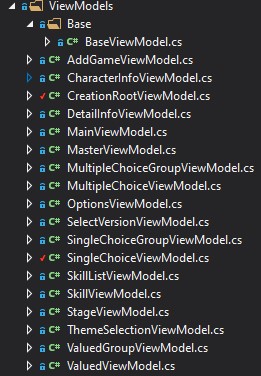 ViewModels
Base
C# BaseViewModel.cs
C# AddGameViewModel.cs
C# CharacterInfoViewModel.cs
C# CreationRootViewModel.cs
C# DetailInfoViewModel.cs
C# MainViewModel.cs
C# MasterViewModel.cs
C# MultipleChoiceGroupViewModel.cs
C# MultipleChoiceViewModel.cs
C# OptionsViewModel.cs
C# SelectVersionViewModel.cs
C# SingleChoiceGroupViewModel.cs
C# SingleChoiceViewModel.cs
C# SkillListViewModel.cs
C# SkillViewModel.cs
C# StageViewModel.cs
C# ThemeSelectionViewModel.cs
C# ValuedGroupViewModel.cs
C# ValuedViewModel.cs